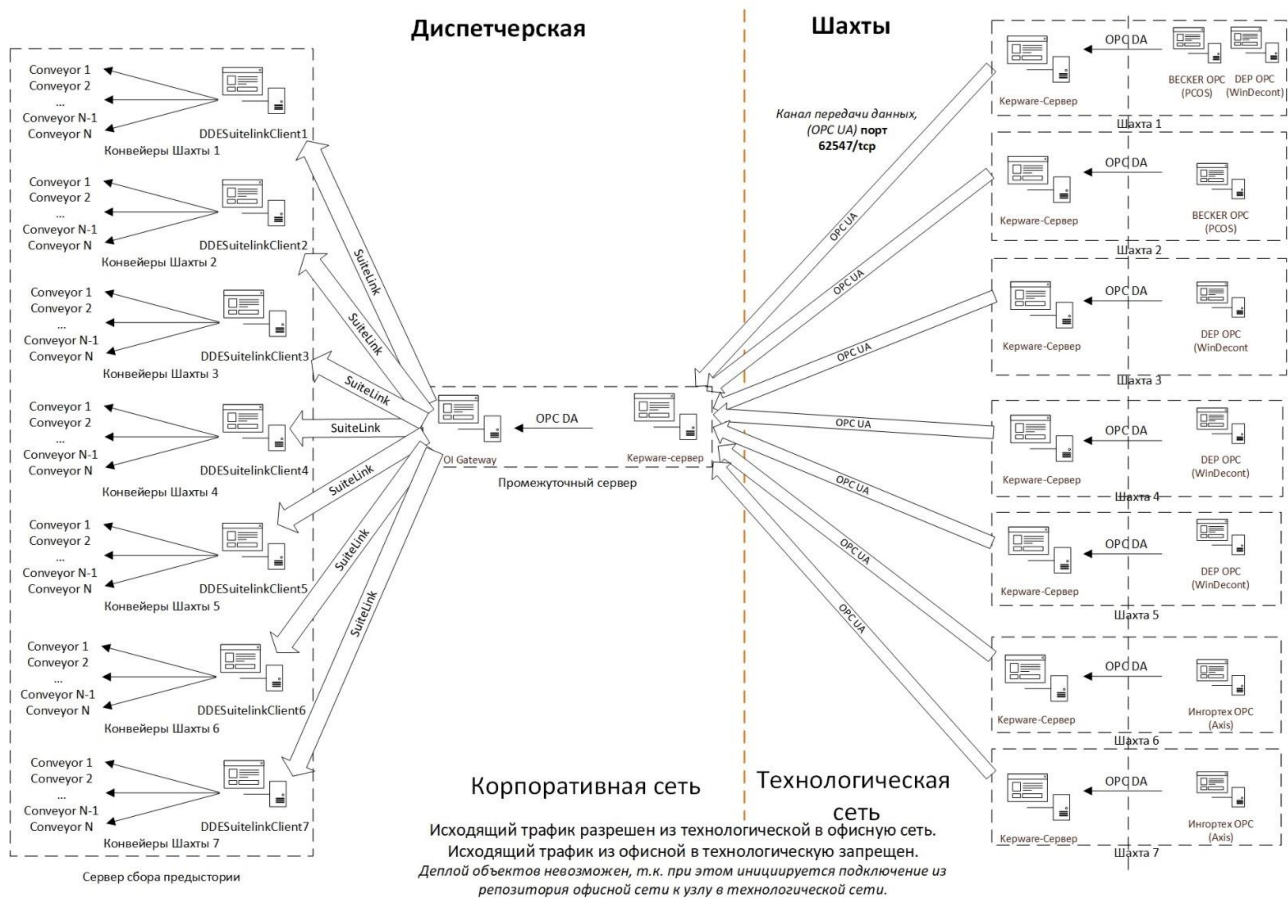 Диспетчерская
Шахты
Conveyor 1
Conveyor 2
...
Conveyor N-1
Conveyor N
Конвейеры Шахты 1
DDESuitelinkClient1
Conveyor 1
Conveyor 2
...
Conveyor N-1
Conveyor N
Конвейеры Шахты 2
DDESuitelinkClient2
Conveyor 1
Conveyor 2
...
Conveyor N-1
Conveyor N
Конвейеры Шахты 3
DDESuitelinkClient3
Conveyor 1
Conveyor 2
...
Conveyor N-1
Conveyor N
Конвейеры Шахты 4
DDESuitelinkClient4
Conveyor 1
Conveyor 2
...
Conveyor N-1
Conveyor N
Конвейеры Шахты 5
DDESuitelinkClient5
Conveyor 1
Conveyor 2
...
Conveyor N-1
Conveyor N
Конвейеры Шахты 6
DDESuitelinkClient6
Conveyor 1
Conveyor 2
...
Conveyor N-1
Conveyor N
Конвейеры Шахты 7
DDESuitelinkClient7
Сервер сбора предыстории
SuiteLink
SuiteLink
SuiteLink
SuiteLink
SuiteLink
SuiteLink
SuiteLink
OI Gateway
OPC DA
Kepware-сервер
Промежуточный сервер
Канал передачи данных,
(OPC UA) порт
62547/tcp
OPC UA
OPC UA
OPC UA
OPC UA
OPC UA
OPC UA
OPC UA
Kepware-Сервер
OPC DA
BECKER OPC
(PCOS)
DEP OPC
(WinDecont)
Шахта 1
Kepware-Сервер
OPC DA
BECKER OPC
(PCOS)
Шахта 2
Kepware-Сервер
OPC DA
DEP OPC
(WinDecont
Шахта 3
Kepware-Сервер
OPC DA
DEP OPC
(WinDecont)
Шахта 4
Kepware-Сервер
OPC DA
DEP OPC
(WinDecont)
Шахта 5
Kepware-Сервер
OPC DA
Ингортех OPC
(Axis)
Шахта 6
Kepware-Сервер
OPC DA
Ингортех OPC
(Axis)
Шахта 7
Корпоративная сеть
Технологическая
сеть
Исходящий трафик разрешен из технологической в офисную сеть.
Исходящий трафик из офисной в технологическую запрещен.
Деплой объектов невозможен, т.к. при этом инициируется подключение из
репозитория офисной сети к узлу в технологической сети.